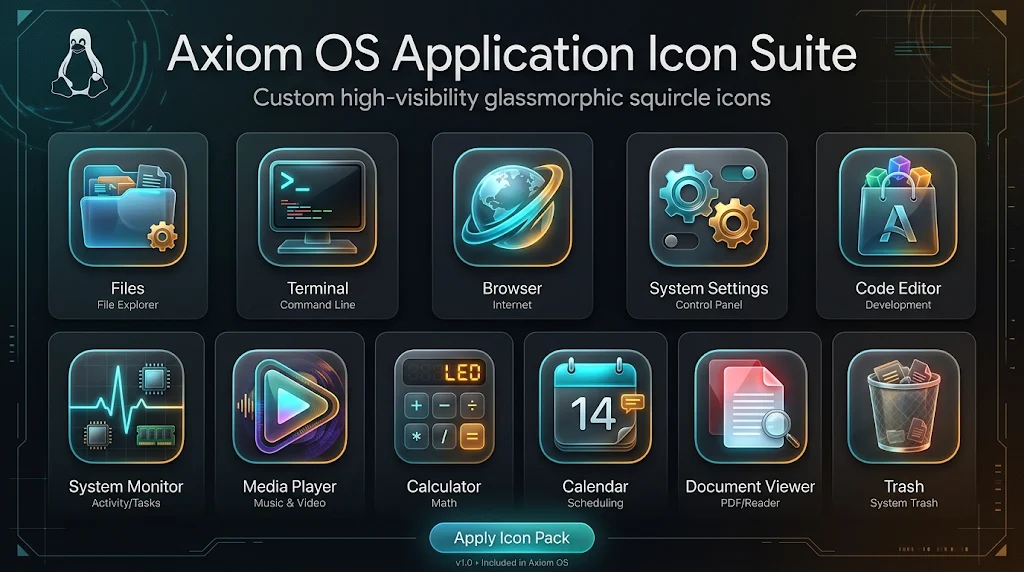 Axiom OS Application Icon Suite
Custom high-visibility glassmorphic squircle icons
>_
A
Files
File Explorer
Terminal
Command Line
Browser
Internet
System Settings
Control Panel
Code Editor
Development
LEO
+ − ÷
* / =
14
System Monitor
Activity/Tasks
Media Player
Music & Video
Calculator
Math
Calendar
Scheduling
Document Viewer
PDF/Reader
Trash
System Trash
Apply Icon Pack
v1.0 • Included in Axiom OS